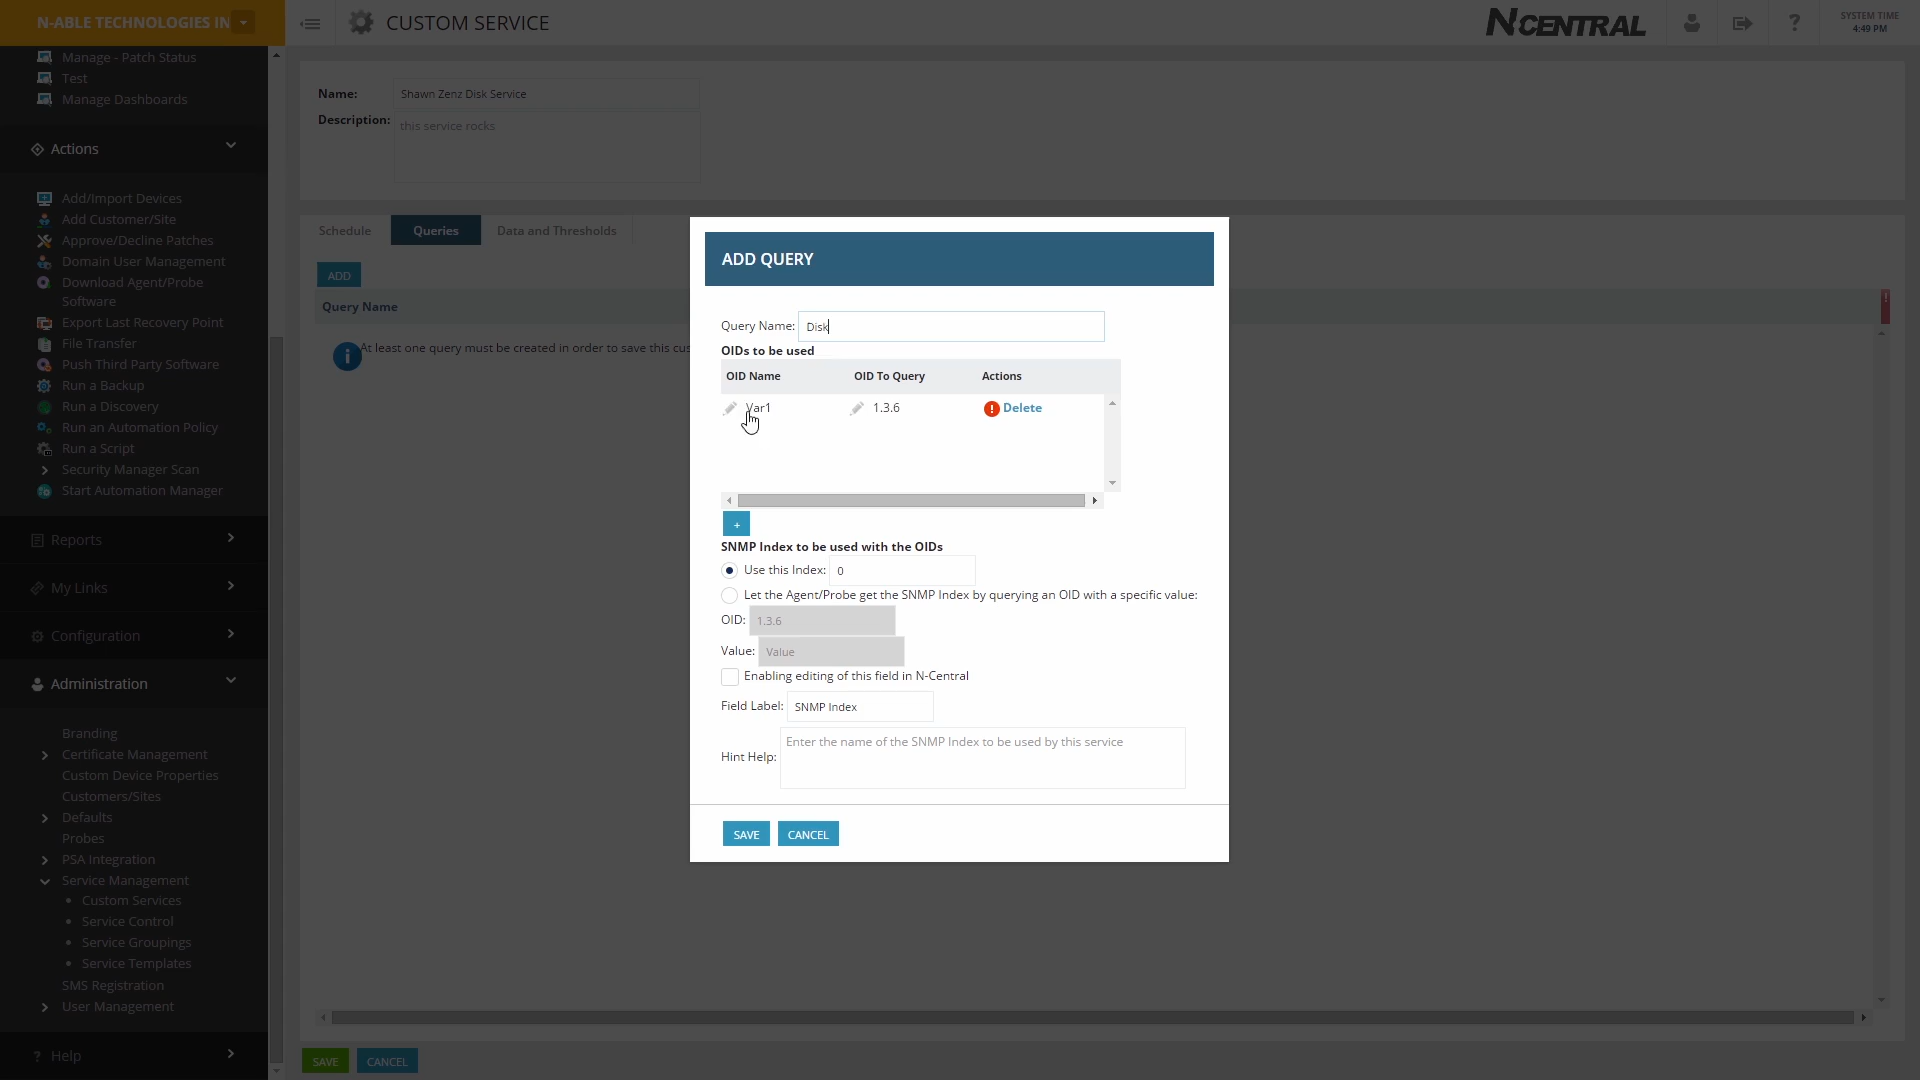 N-ABLE TECHNOLOGIES IN
CUSTOM SERVICE
NCENTRAL
?
SYSTEM TIME
4:49 PM
Manage - Patch Status
Test
Manage Dashboards
Actions
Add/Import Devices
Add Customer/Site
Approve/Decline Patches
Domain User Management
Download Agent/Probe
Software
Export Last Recovery Point
File Transfer
Push Third Party Software
Run a Backup
Run a Discovery
Run an Automation Policy
Run a Script
Security Manager Scan
Start Automation Manager
Reports
My Links
Configuration
Administration
Branding
Certificate Management
Custom Device Properties
Customers/Sites
Defaults
Probes
PSA Integration
Service Management
• Custom Services
• Service Control
• Service Groupings
• Service Templates
SMS Registration
User Management
? Help
Name: Shawn Zenz Disk Service
Description: this service rocks
Schedule Queries Data and Thresholds
ADD
Query Name
!
i At least one query must be created in order to save this cus
ADD QUERY
Query Name: Disk
OIDs to be used
OID Name OID To Query Actions
Var1 1.3.6 ! Delete
+
SNMP Index to be used with the OIDs
Use this Index: 0
Let the Agent/Probe get the SNMP Index by querying an OID with a specific value:
OID: 1.3.6
Value: Value
Enabling editing of this field in N-Central
Field Label: SNMP Index
Hint Help: Enter the name of the SNMP Index to be used by this service
SAVE CANCEL
SAVE CANCEL